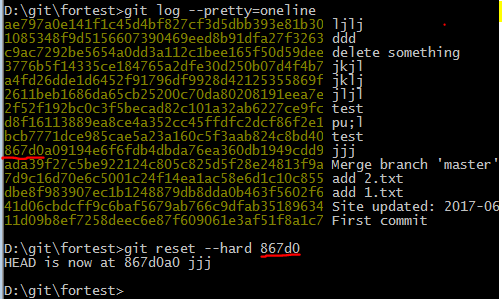 D:\git\fortest>git log --pretty=oneline
ae797a0e141f1c45d4bf827cf3d5dbb393e81b30 ljlj
1085348f9d5156607390469eed8b91dfa27f3263 ddd
c9ac7292be5654a0dd3a112c1bee165f50d59dee delete something
3776b5f14335ce184765a2dfe30d250b07d4f4b7 jkjl
a4fd26dde1d6452f91796df9928d42125355869f jklj
2611beb1686da65cb25200c70da80208191eea7e jljl
2f52f192bc0c3f5becad82c101a32ab6227ce9fc test
d8f16113889ea8ce4a352cc45ffdfc2dcf86f2e1 pu;l
bcb7771dce985cae5a23a160c5f3aab824c8bd40 test
867d0a09194e6f6fdb4dbda76ea360db1949cdd9 jjj
ada39f27c5be922124c805c825d5f28e24813f9a Merge branch 'master'
7d9c16d70e6c5001c24f14ea1ac58e6d1c10c855 add 2.txt
dbe8f983907ec1b1248879db8dda0b463f5602f6 add 1.txt
41d06cbdcff9c6baf5679ab766c9dfab35189634 Site updated: 2017-06
11d09b8ef7258deec6e87f609061e3af51f8a1c7 First commit
D:\git\fortest>git reset --hard 867d0
HEAD is now at 867d0a0 jjj
D:\git\fortest>